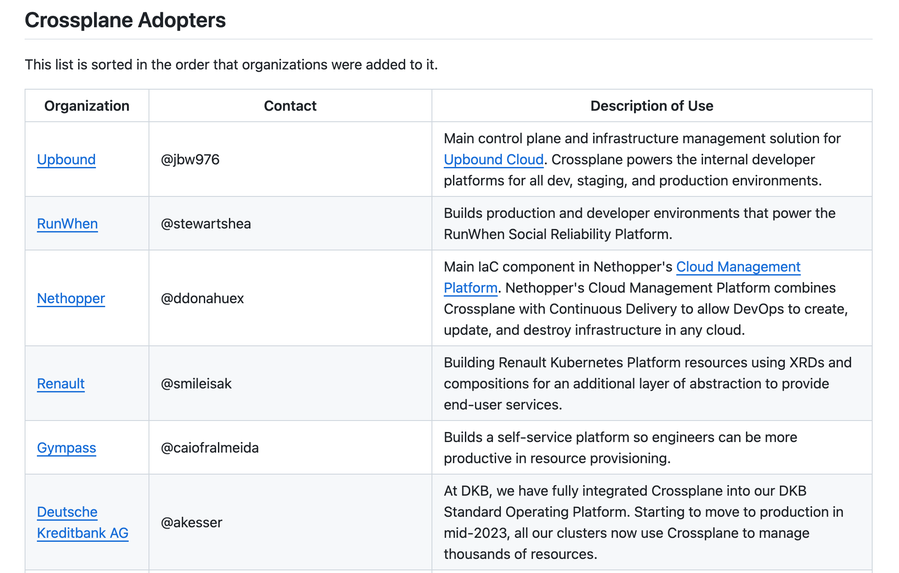 Crossplane Adopters
This list is sorted in the order that organizations were added to it.
Organization Contact Description of Use
Upbound @jbw976 Main control plane and infrastructure management solution for
Upbound Cloud. Crossplane powers the internal developer
platforms for all dev, staging, and production environments.
RunWhen @stewartshea Builds production and developer environments that power the
RunWhen Social Reliability Platform.
Nethopper @ddonahuex Main IaC component in Nethopper's Cloud Management
Platform. Nethopper's Cloud Management Platform combines
Crossplane with Continuous Delivery to allow DevOps to create,
update, and destroy infrastructure in any cloud.
Renault @smileisak Building Renault Kubernetes Platform resources using XRDs and
compositions for an additional layer of abstraction to provide
end-user services.
Gympass @caiofralmeida Builds a self-service platform so engineers can be more
productive in resource provisioning.
Deutsche
Kreditbank AG @akesser At DKB, we have fully integrated Crossplane into our DKB
Standard Operating Platform. Starting to move to production in
mid-2023, all our clusters now use Crossplane to manage
thousands of resources.